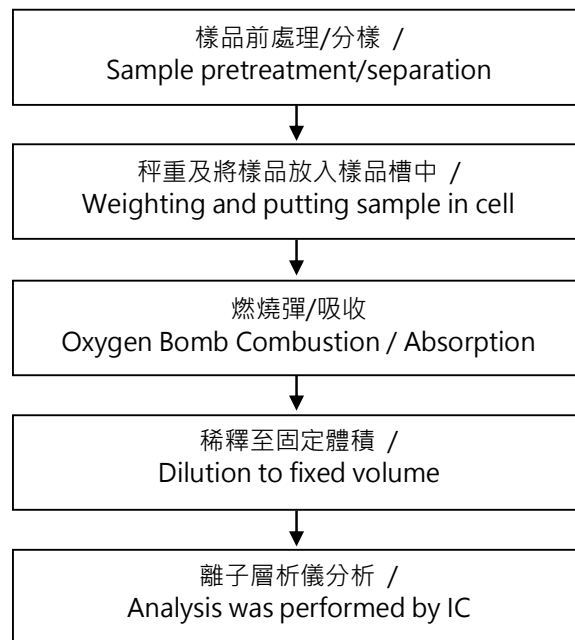 樣品前處理/分樣 /
Sample pretreatment/separation
秤重及將樣品放入樣品槽中 /
Weighting and putting sample in cell
燃燒彈/吸收
Oxygen Bomb Combustion / Absorption
稀釋至固定體積 /
Dilution to fixed volume
離子層析儀分析 /
Analysis was performed by IC